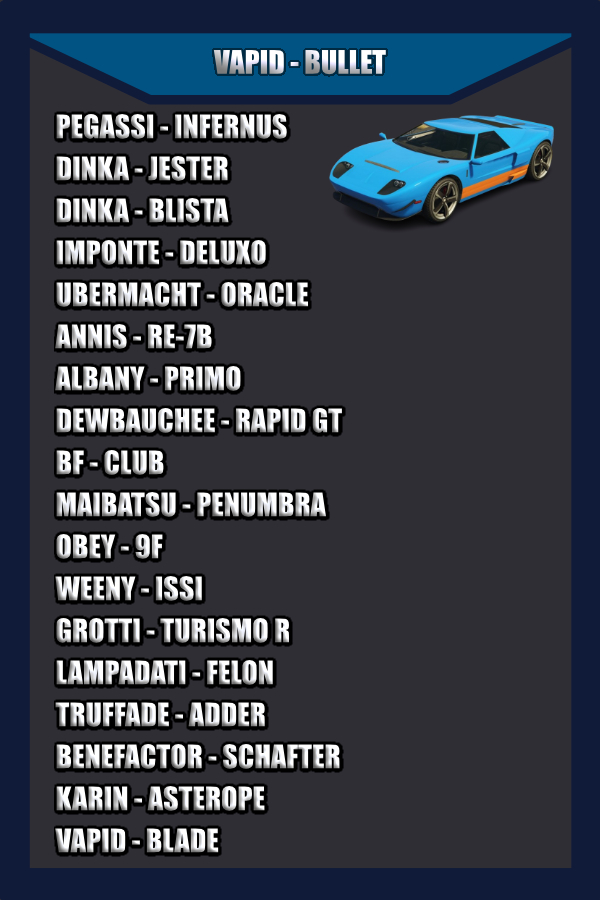 VAPID - BULLET
PEGASSI - INFERNUS
DINKA - JESTER
DINKA - BLISTA
IMPONTE - DELUXO
UBERMACHT - ORACLE
ANNIS - RE-7B
ALBANY - PRIMO
DEWBAUCHEE - RAPID GT
BF - CLUB
MAIBATSU - PENUMBRA
OBEY - 9F
WEENY - ISSI
GROTTI - TURISMO R
LAMPADATI - FELON
TRUFFADE - ADDER
BENEFACTOR - SCHAFTER
KARIN - ASTEROPE
VAPID - BLADE